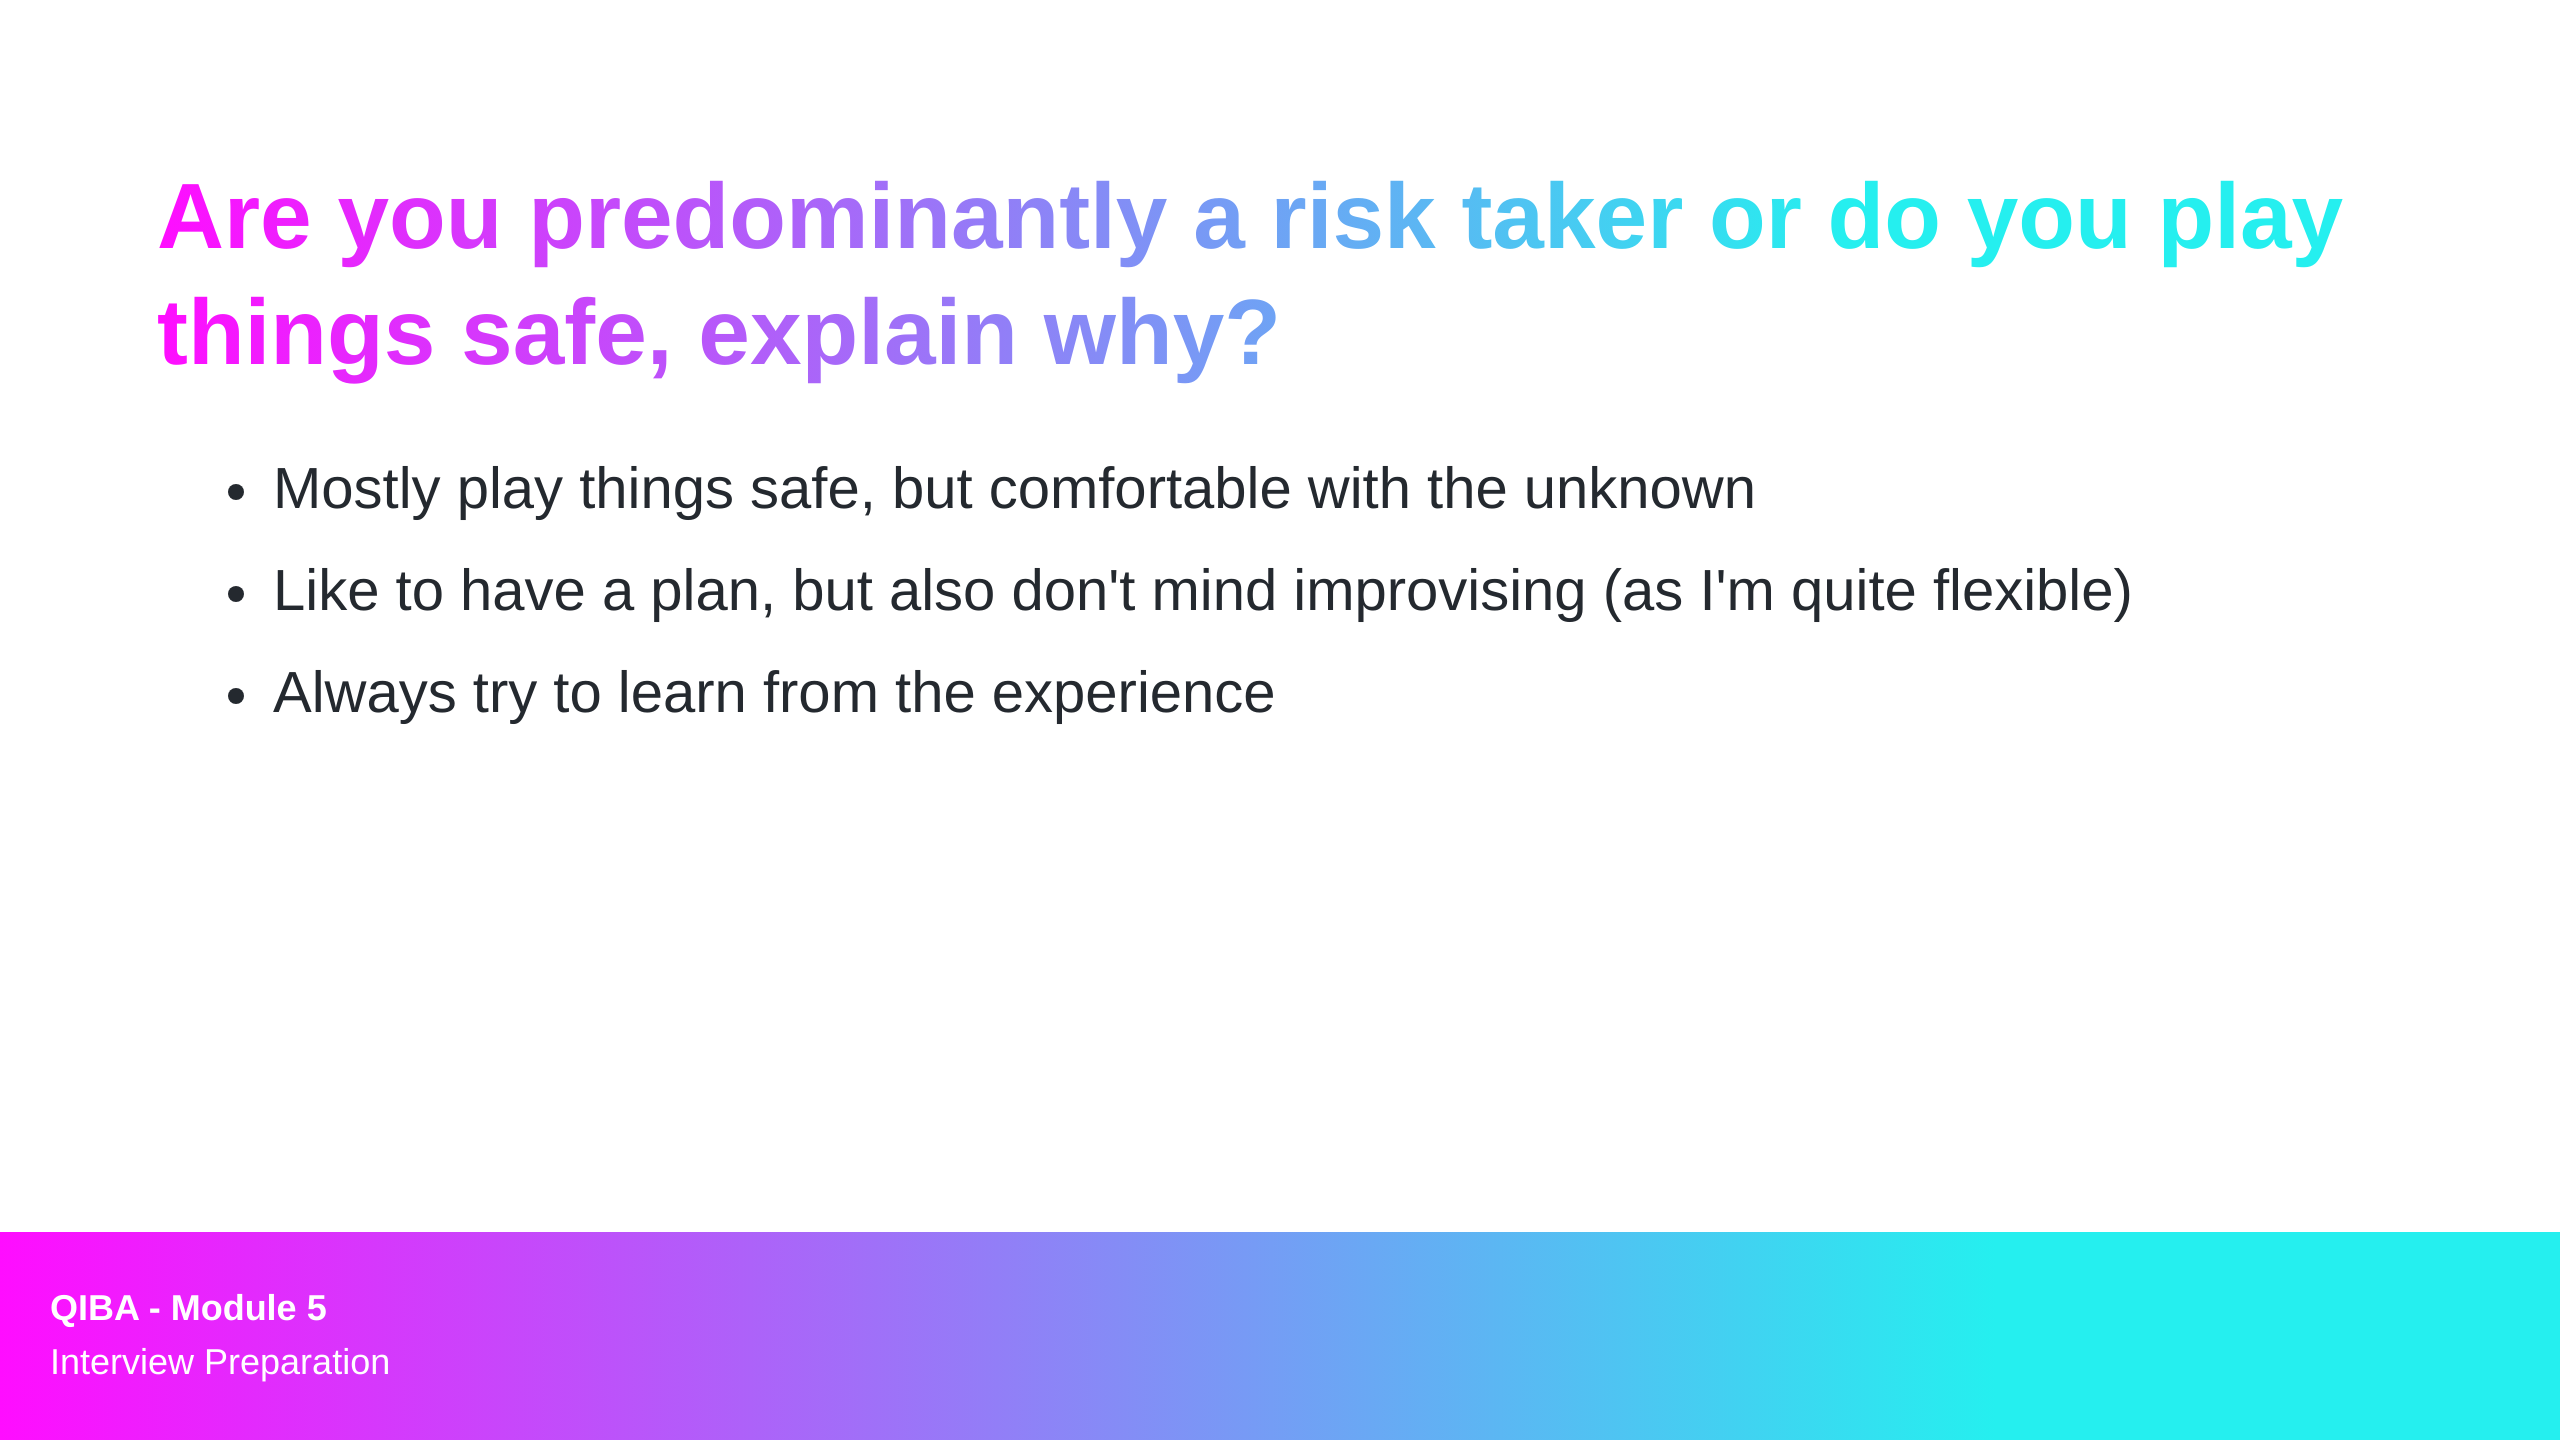 Are you predominantly a risk taker or do you play
things safe, explain why?
• Mostly play things safe, but comfortable with the unknown
• Like to have a plan, but also don't mind improvising (as I'm quite flexible)
• Always try to learn from the experience
QIBA - Module 5
Interview Preparation